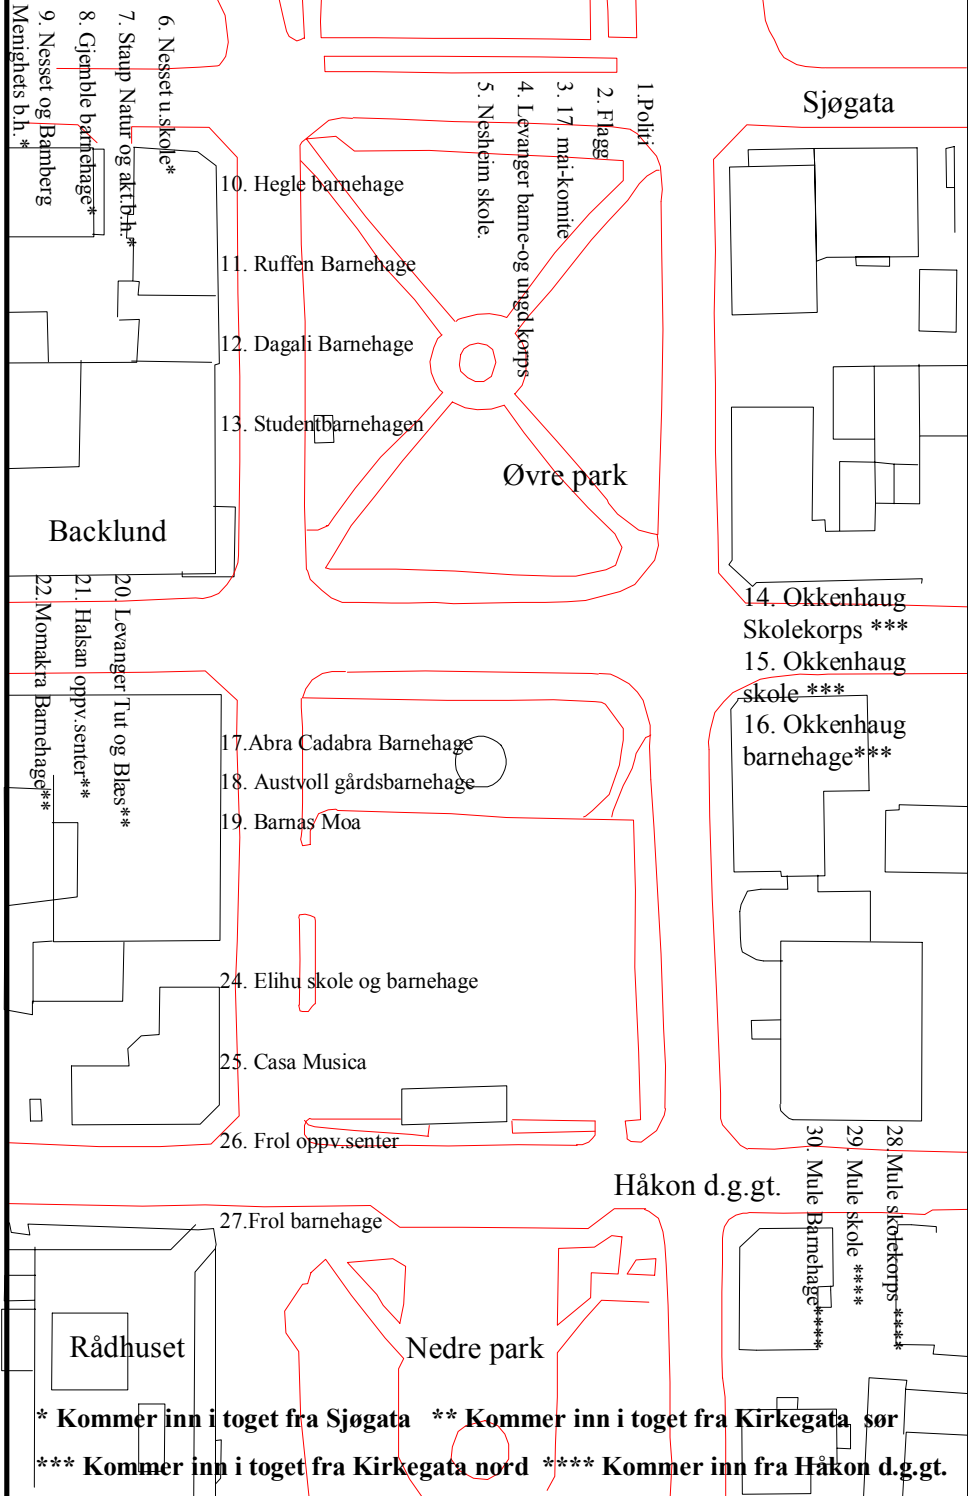 1.Politi
2. Flagg
3. 17. mai-komite
4. Levanger barne-og ungd.korps
5. Nesheim skole.
6. Nesset u.skole*
7. Staup Natur og akt.b.h.*
8. Gjemble barnehage*
9. Nesset og Bamberg
Menighets b.h.*
Sjøgata
10. Hegle barnehage
11. Ruffen Barnehage
12. Dagali Barnehage
13. Studentbarnehagen
Øvre park
Backlund
14. Okkenhaug
Skolekorps ***
15. Okkenhaug
skole ***
16. Okkenhaug
barnehage***
17.Abra Cadabra Barnehage
18. Austvoll gårdsbarnehage
19. Barnas Moa
20. Levanger Tut og Blæs**
21. Halsan oppv.senter**
22.Momakra Barnehage**
24. Elihu skole og barnehage
25. Casa Musica
26. Frol oppv.senter
27.Frol barnehage
Håkon d.g.gt.
28.Mule skolekorps ****
29. Mule skole ****
30. Mule Barnehage****
Rådhuset
Nedre park
* Kommer inn i toget fra Sjøgata ** Kommer inn i toget fra Kirkegata sør
*** Kommer inn i toget fra Kirkegata nord **** Kommer inn fra Håkon d.g.gt.